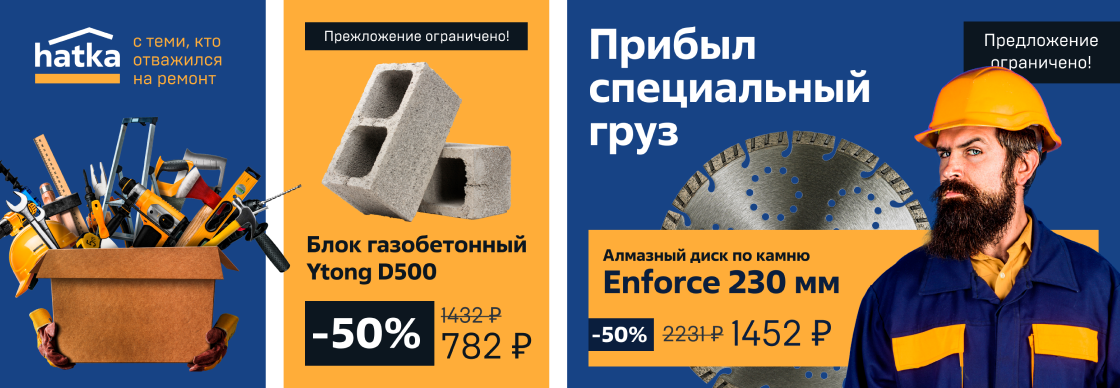 hatka
с теми, кто
отважился
на ремонт
Прежложение ограничено!
Блок газобетонный
Ytong D500
-50%
1432 ₽
782 ₽
Прибыл
специальный
груз
Предложение
ограничено!
Алмазный диск по камню
Enforce 230 мм
-50%
2231 ₽ 1452 ₽